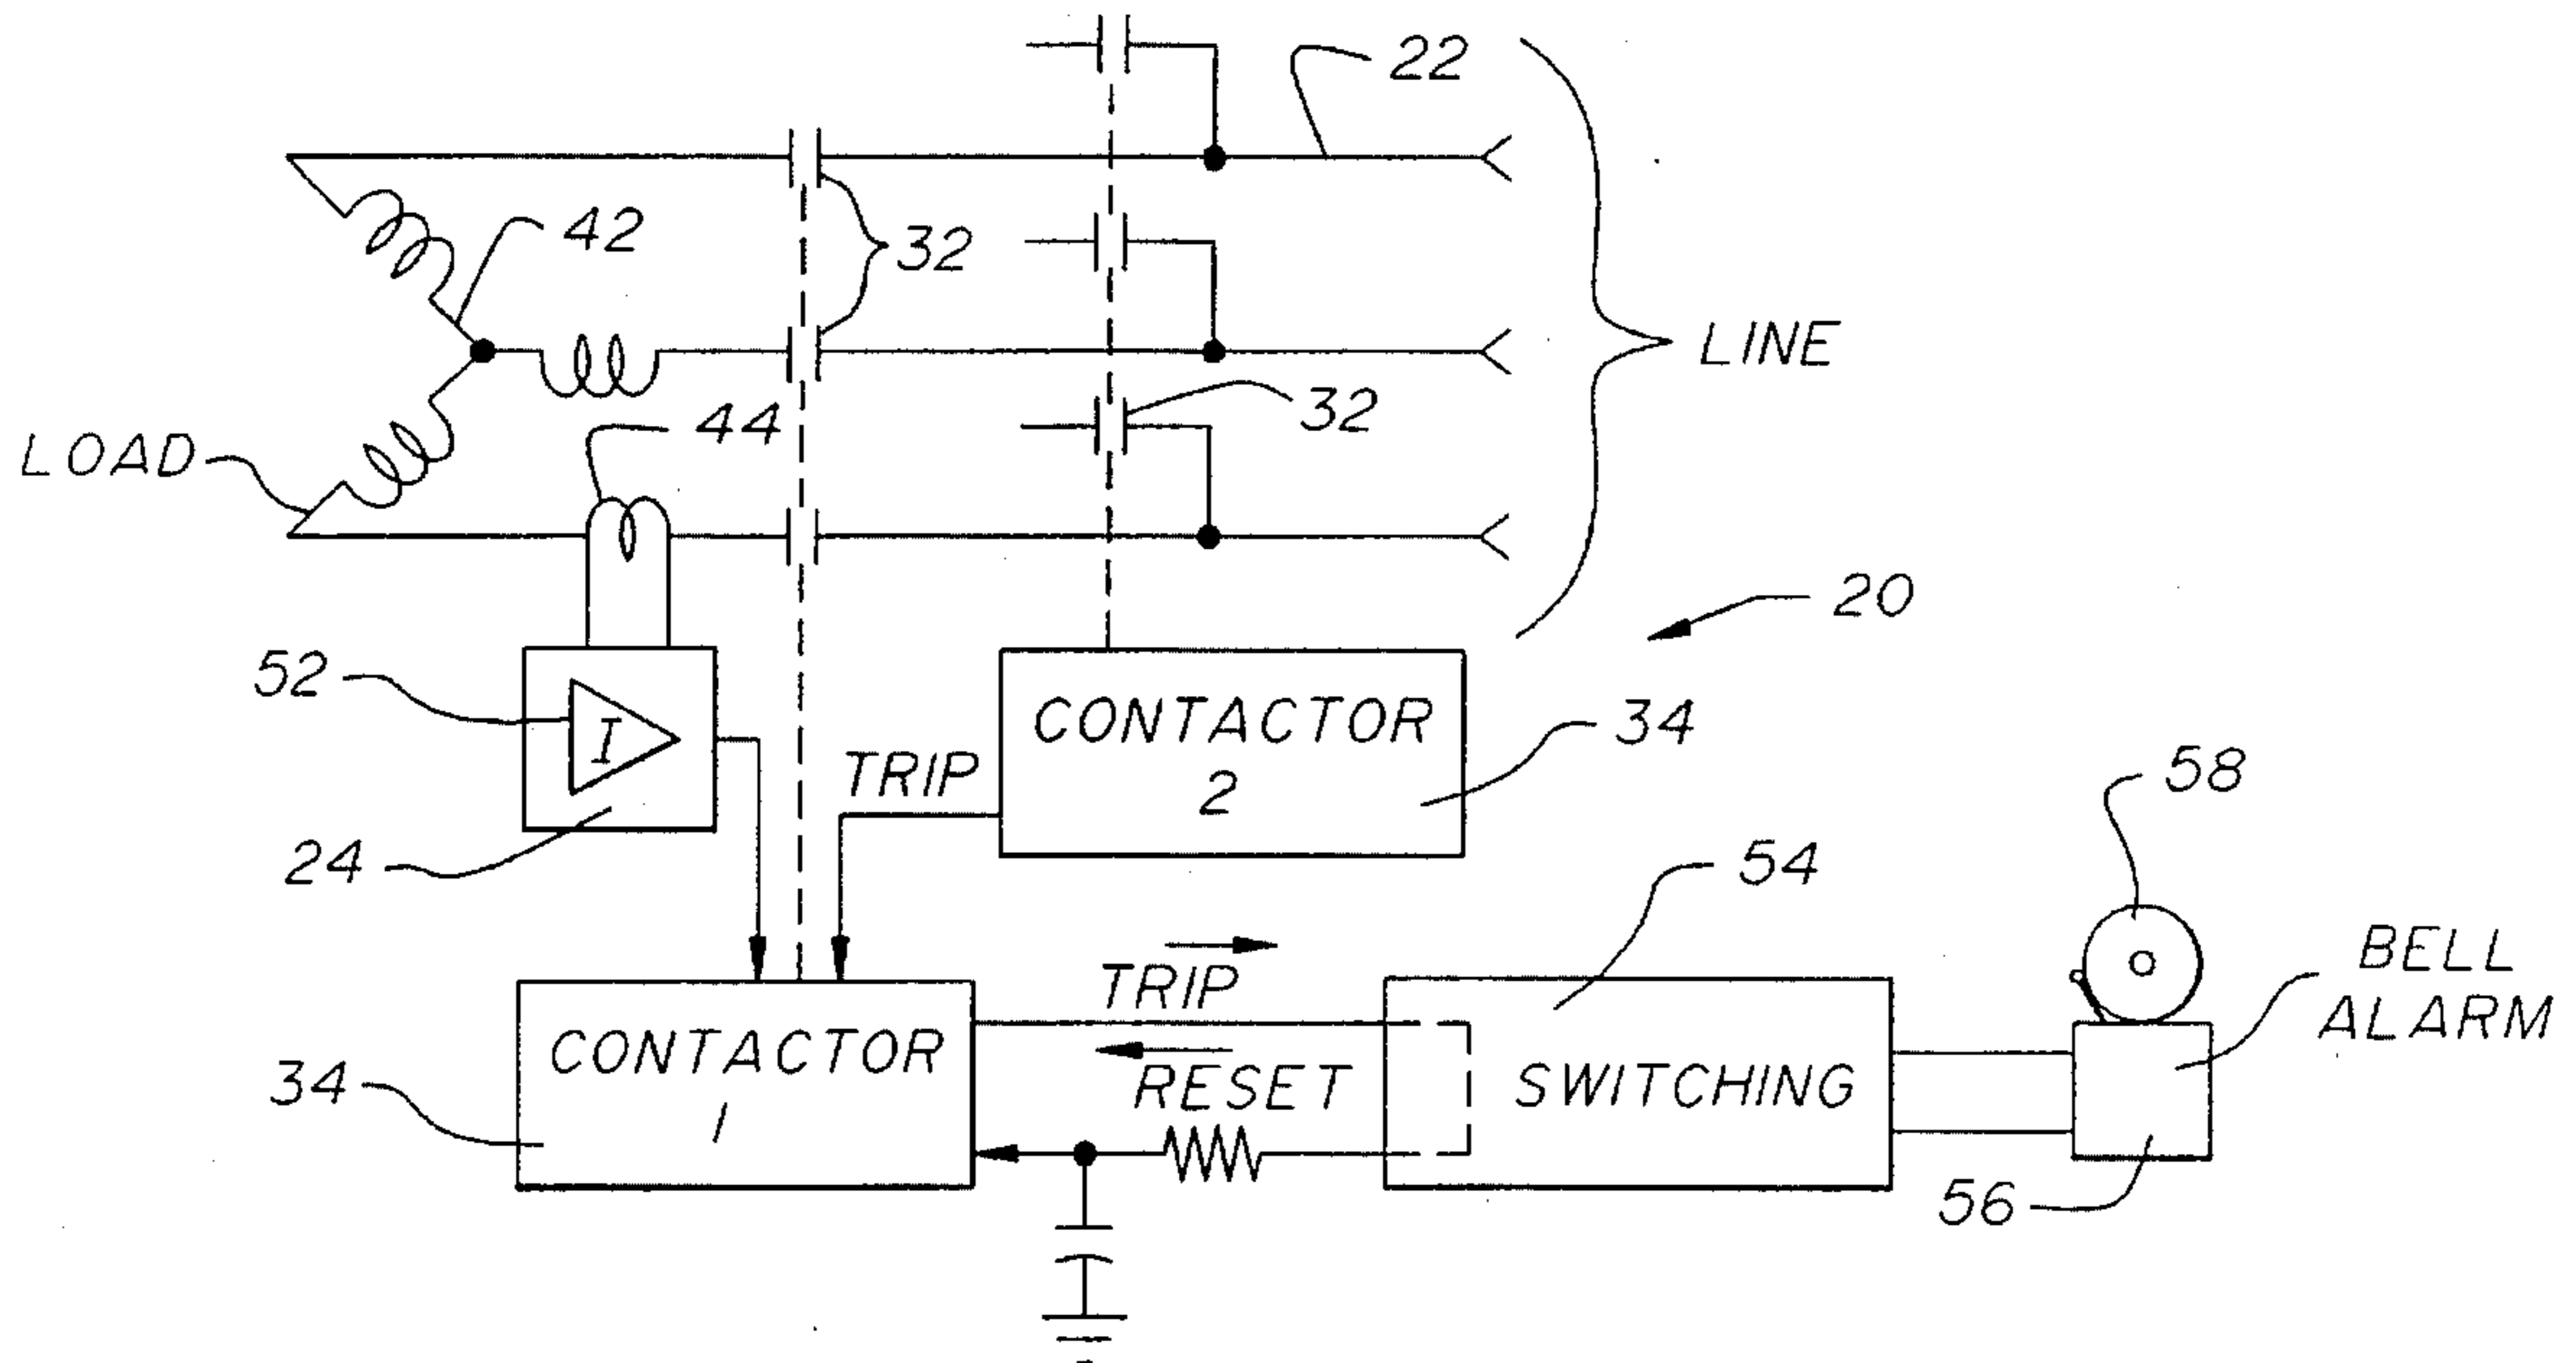 22
42
32
LINE
32
44
LOAD
20
52
I
CONTACTOR
2
34
TRIP
58
24
54
BELL
ALARM
TRIP
CONTACTOR
1
34
RESET
SWITCHING
56